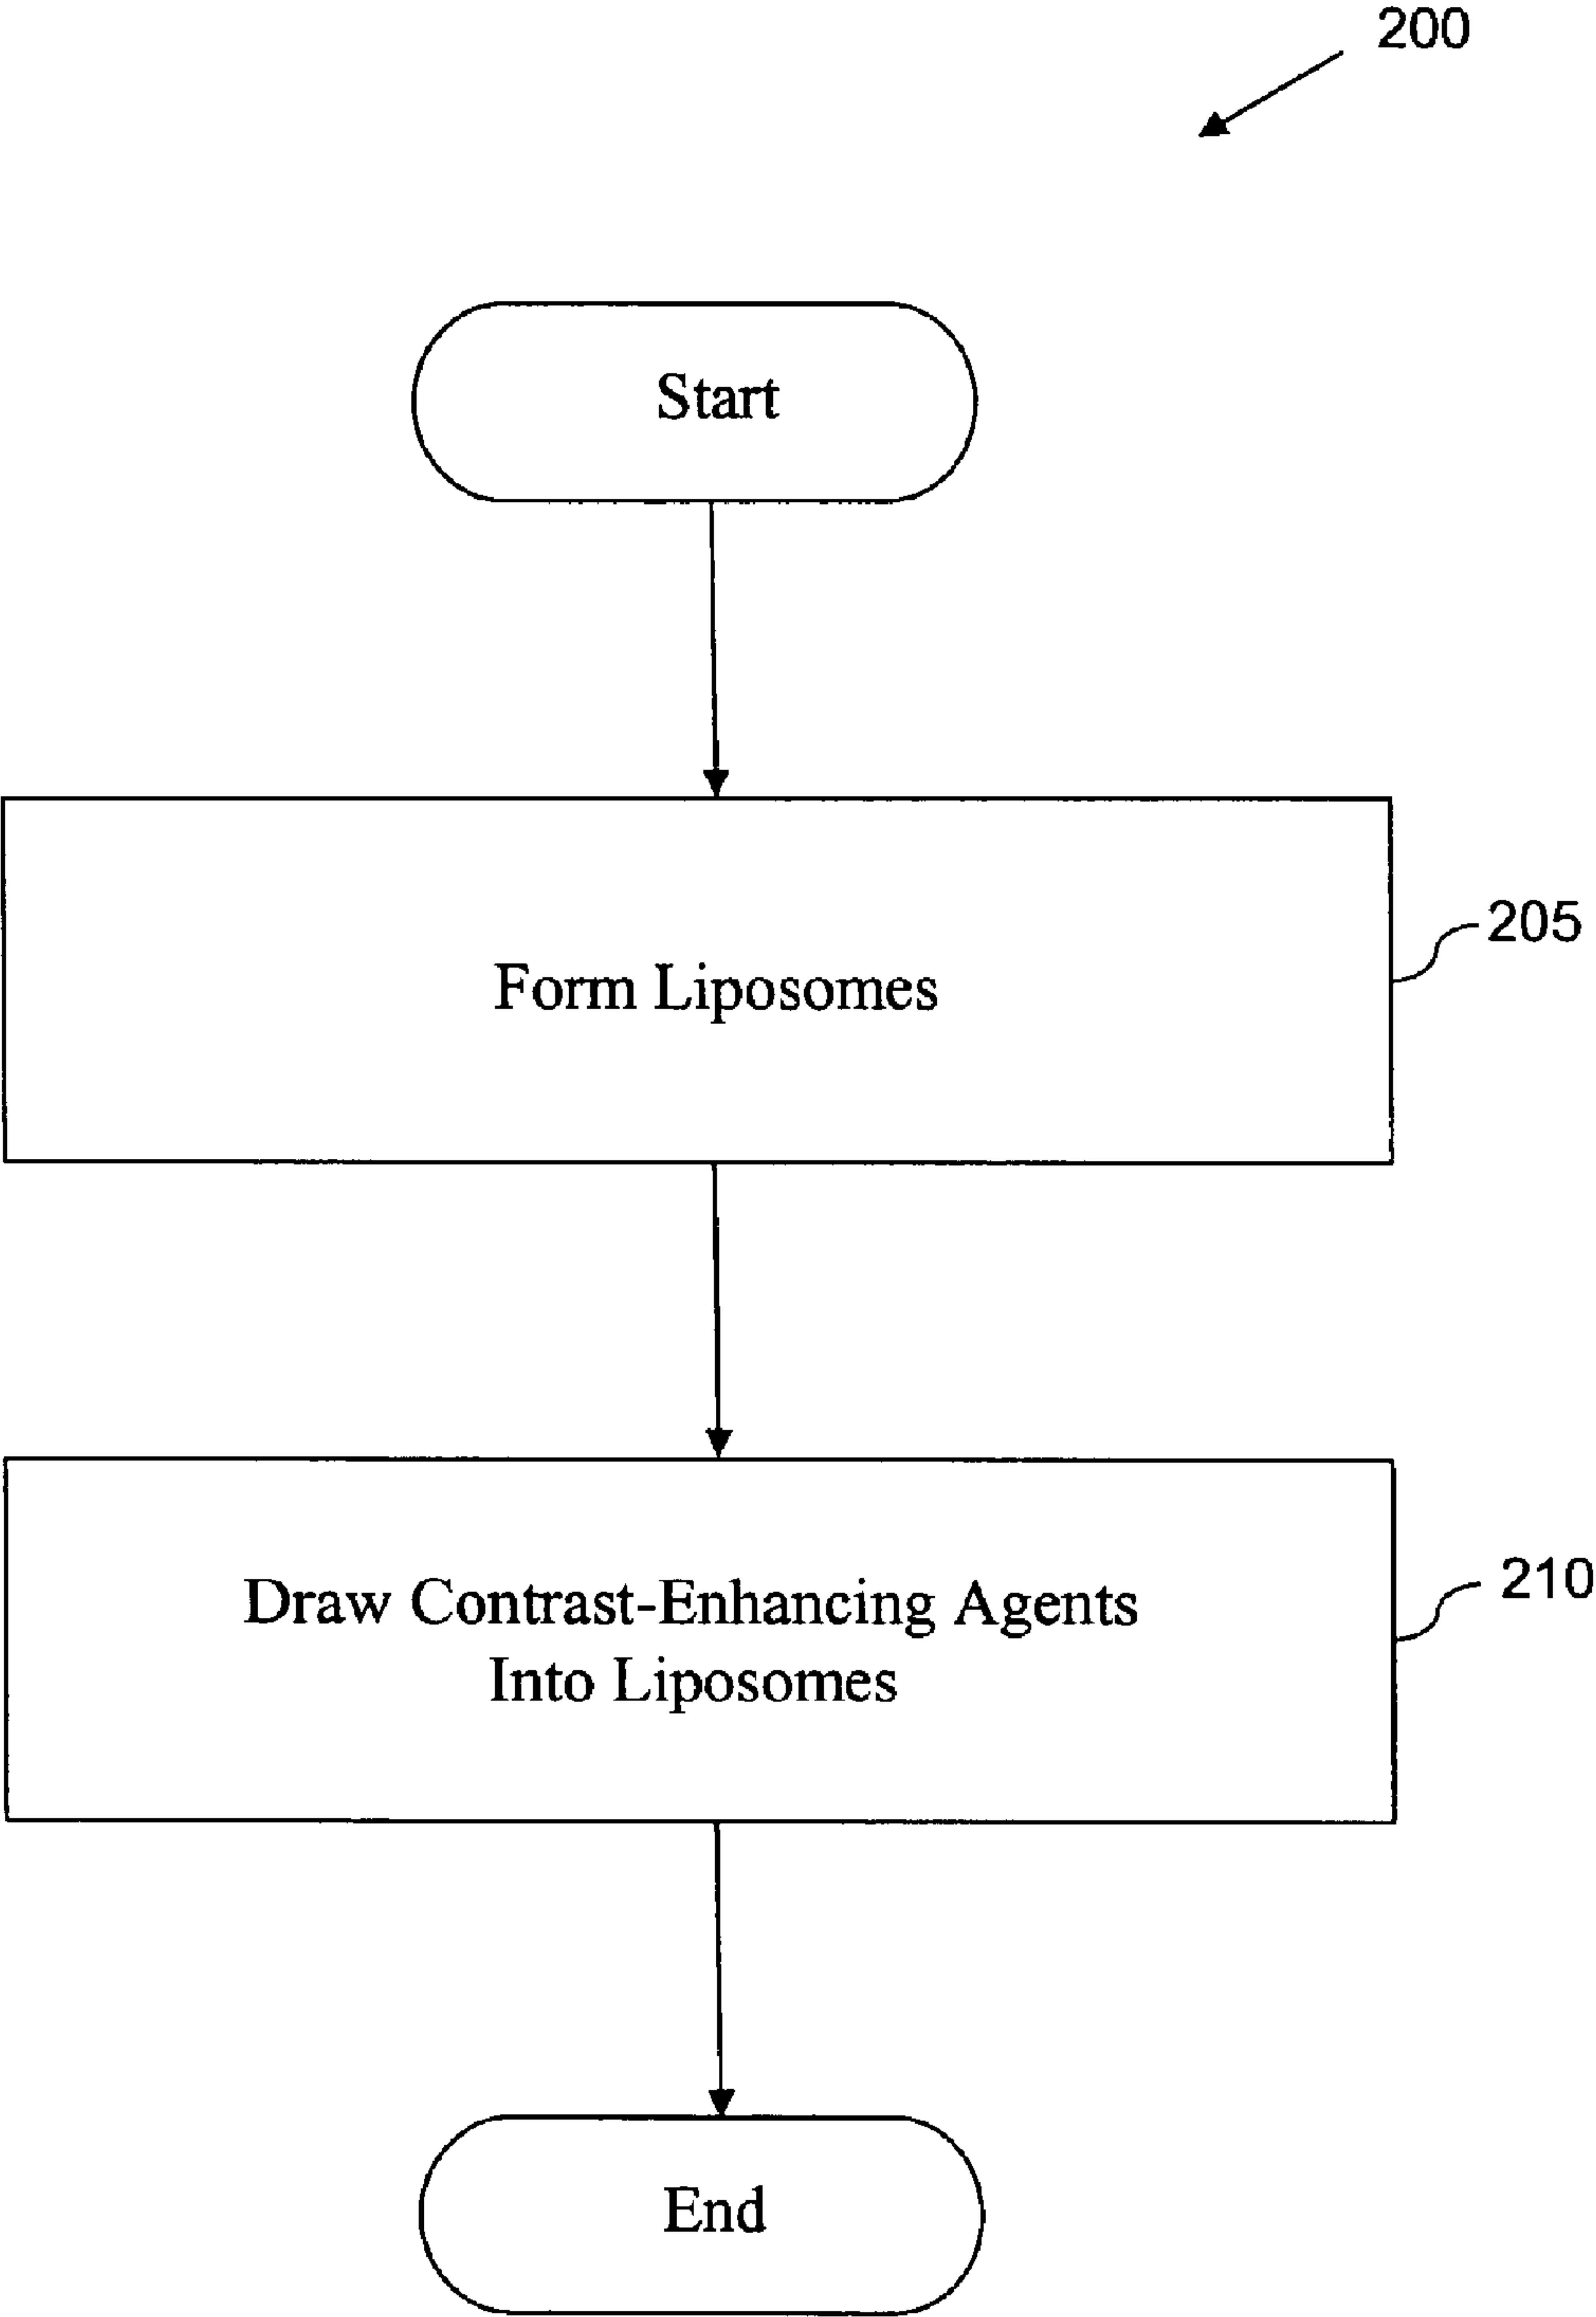 200
Start
Form Liposomes
205
Draw Contrast-Enhancing Agents
Into Liposomes
210
End